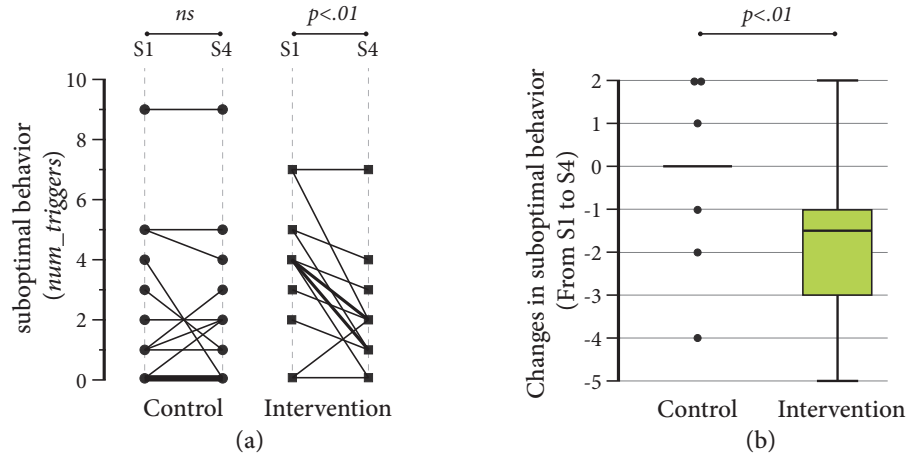 ns
p<.01
S1
S4
S1
S4
10
8
6
4
2
0
suboptimal behavior
(num_triggers)
Control
Intervention
(a)
p<.01
2
1
0
-1
-2
-3
-4
-5
Changes in suboptimal behavior
(From S1 to S4)
Control
Intervention
(b)